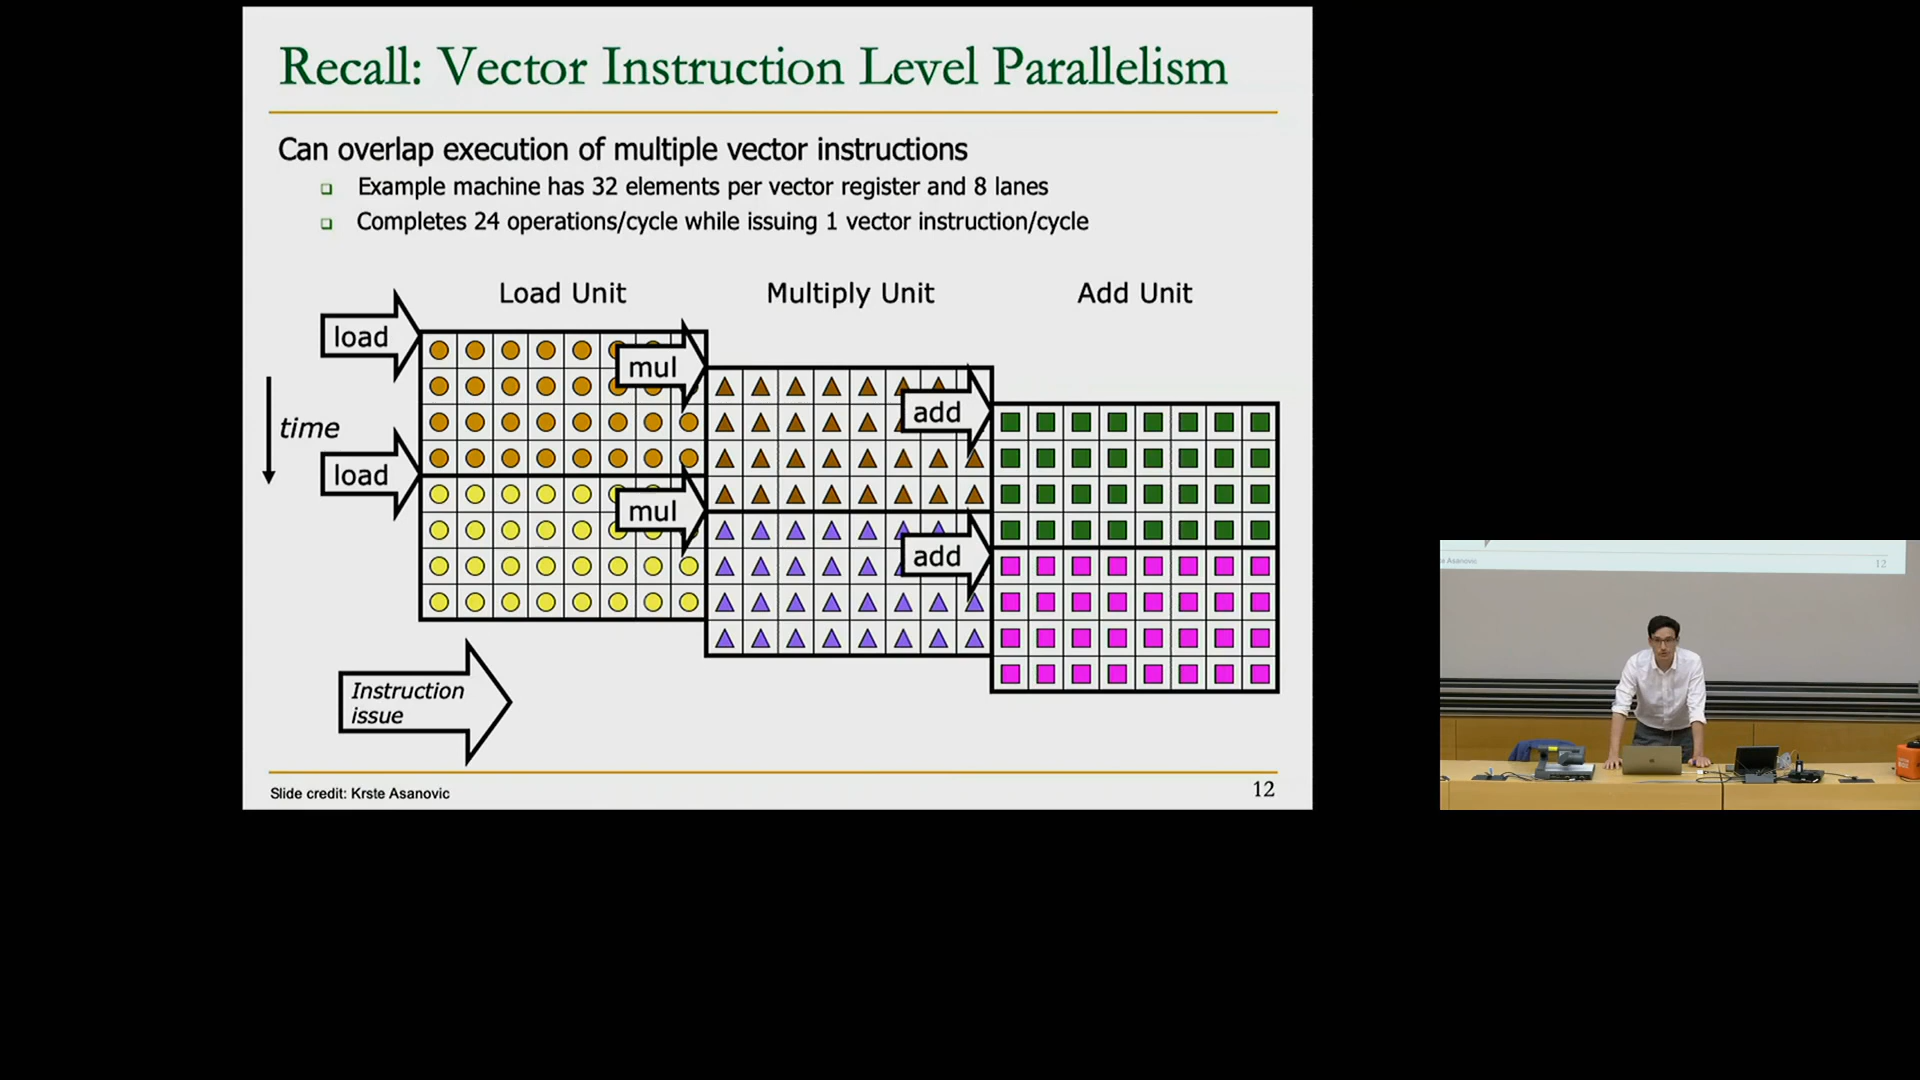 Recall: Vector Instruction Level Parallelism
Can overlap execution of multiple vector instructions
Example machine has 32 elements per vector register and 8 lanes
Completes 24 operations/cycle while issuing 1 vector instruction/cycle
Load Unit
Multiply Unit
Add Unit
load
mul
add
time
load
mul
add
Instruction
issue
Slide credit: Krste Asanovic
12
Asanovic
12